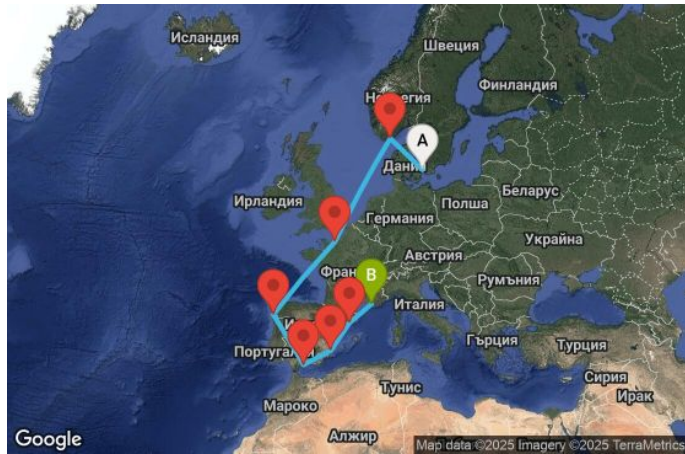 Исландия
Швеция
Финландия
Норвегия
A
Дания
Ирландия
Беларус
Полша
Германия
Украйна
Австрия
B
Румъния
Италия
Португалия
Гърция
Турция
Тунис
Сирия
Ирак
Мароко
Алжир
Google
Map data ©2025 Imagery ©2025 TerraMetrics